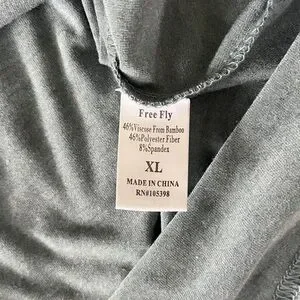 Free Fly
46%Viscose From Bamboo
46%Polyester Fiber
8%Spandex
XL
MADE IN CHINA
RN#105398